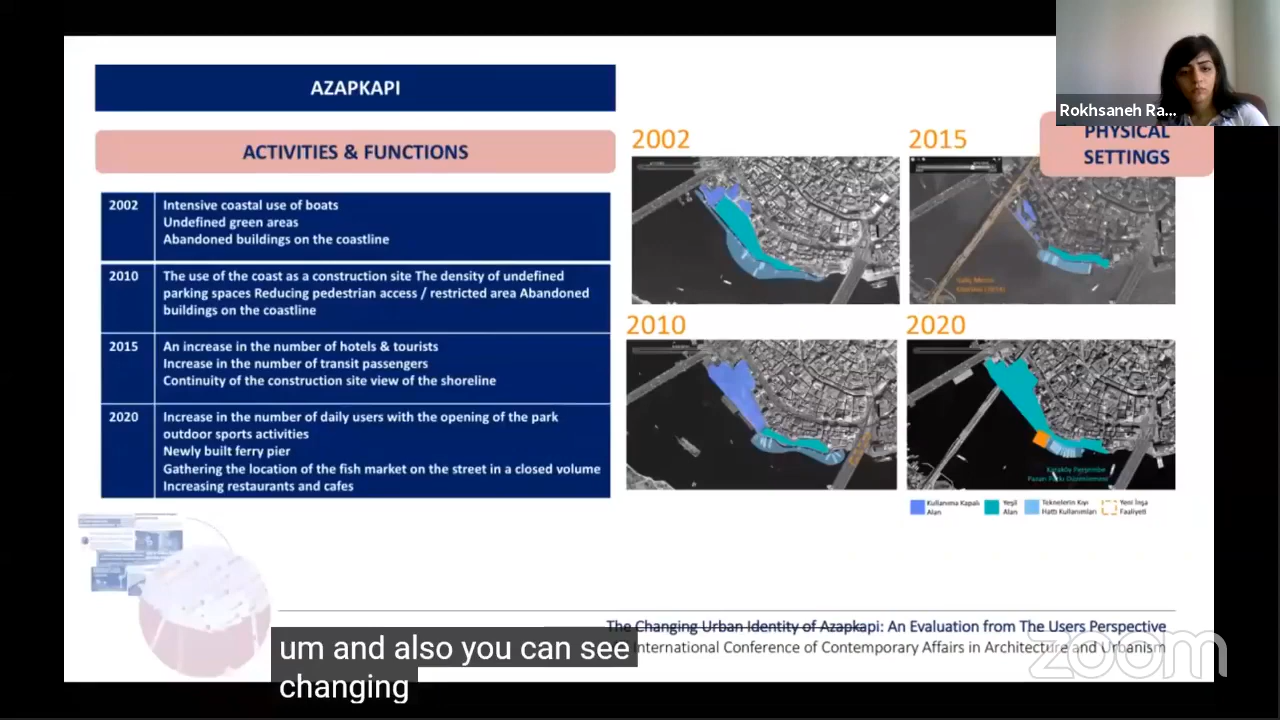 Rokhsaneh Ra...
AZAPKAPI
ACTIVITIES & FUNCTIONS
2002
Intensive coastal use of boats
Undefined green areas
Abandoned buildings on the coastline
2010
The use of the coast as a construction site The density of undefined
parking spaces Reducing pedestrian access / restricted area Abandoned
buildings on the coastline
2015
An increase in the number of hotels & tourists
Increase in the number of transit passengers
Continuity of the construction site view of the shoreline
2020
Increase in the number of daily users with the opening of the park
outdoor sports activities
Newly built ferry pier
Gathering the location of the fish market on the street in a closed volume
Increasing restaurants and cafes
PHYSICAL
SETTINGS
2002
2015
2010
2020
Karaköy Perşembe
Kullanıma Kapalı
Alan
Yeşil
Alan
Teknelerin Kıyı
Hattı Kullanımları
Yeni İnşa
Faaliyeti
The Changing Urban Identity of Azapkapi: An Evaluation from The Users Perspective
International Conference of Contemporary Affairs in Architecture and Urbanism
um and also you can see
changing
zoom